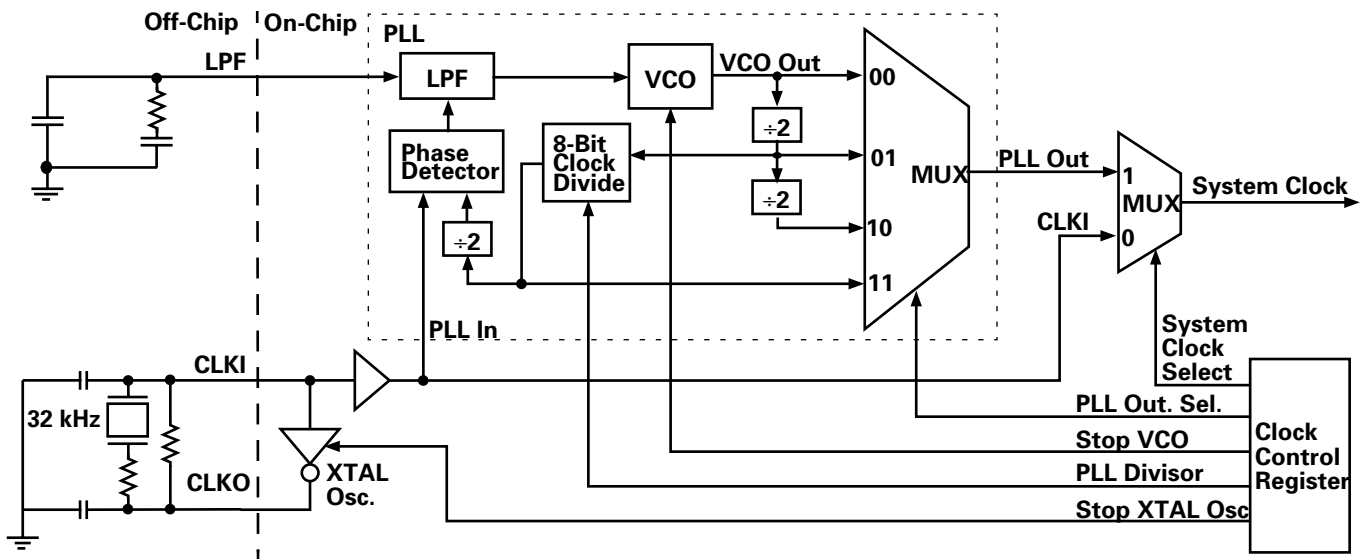 Off-Chip
On-Chip
PLL
LPF
LPF
VCO
VCO Out
00
÷2
Phase
Detector
8-Bit
Clock
Divide
01
MUX
PLL Out
1
MUX
System Clock
÷2
÷2
10
CLKI
0
11
PLL In
System
Clock
Select
CLKI
32 kHz
PLL Out. Sel.
Stop VCO
Clock
Control
Register
CLKO
XTAL
Osc.
PLL Divisor
Stop XTAL Osc